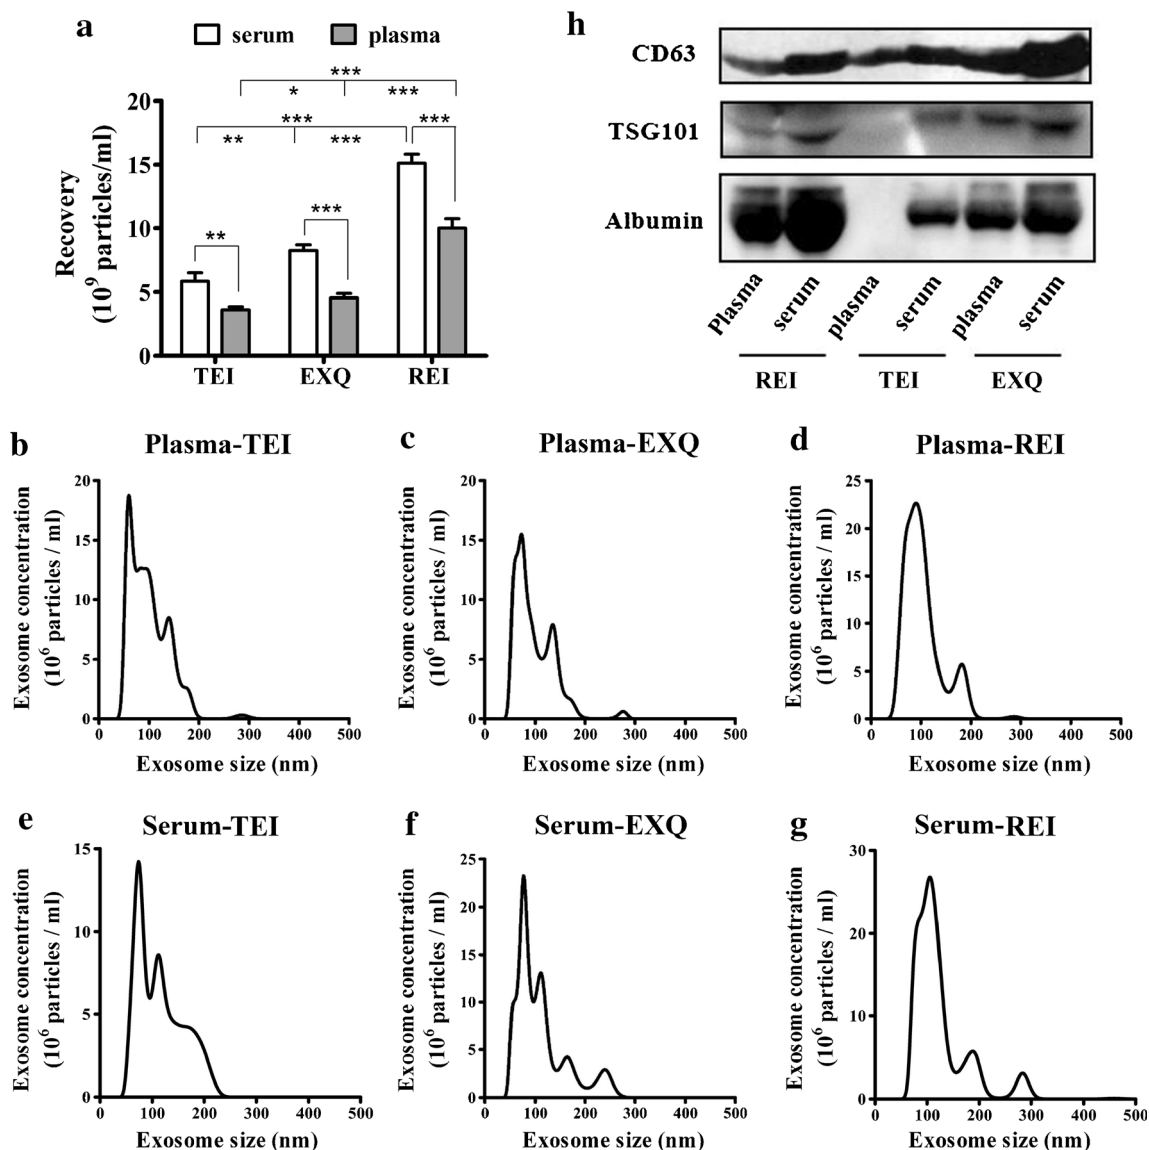 a
serum plasma
***
* ***
*** ***
** ***
***
**
20
15
10
5
0
Recovery
(10⁹ particles/ml)
TEI EXQ REI
h
CD63
TSG101
Albumin
Plasma serum plasma serum plasma serum
REI TEI EXQ
b
Plasma-TEI
Exosome concentration
(10⁶ particles / ml)
20
15
10
5
0
0 100 200 300 400 500
Exosome size (nm)
c
Plasma-EXQ
Exosome concentration
(10⁶ particles / ml)
20
15
10
5
0
0 100 200 300 400 500
Exosome size (nm)
d
Plasma-REI
Exosome concentration
(10⁶ particles / ml)
25
20
15
10
5
0
0 100 200 300 400 500
Exosome size (nm)
e
Serum-TEI
Exosome concentration
(10⁶ particles / ml)
15
10
5
0
0 100 200 300 400 500
Exosome size (nm)
f
Serum-EXQ
Exosome concentration
(10⁶ particles / ml)
25
20
15
10
5
0
0 100 200 300 400 500
Exosome size (nm)
g
Serum-REI
Exosome concentration
(10⁶ particles / ml)
30
20
10
0
0 100 200 300 400 500
Exosome size (nm)